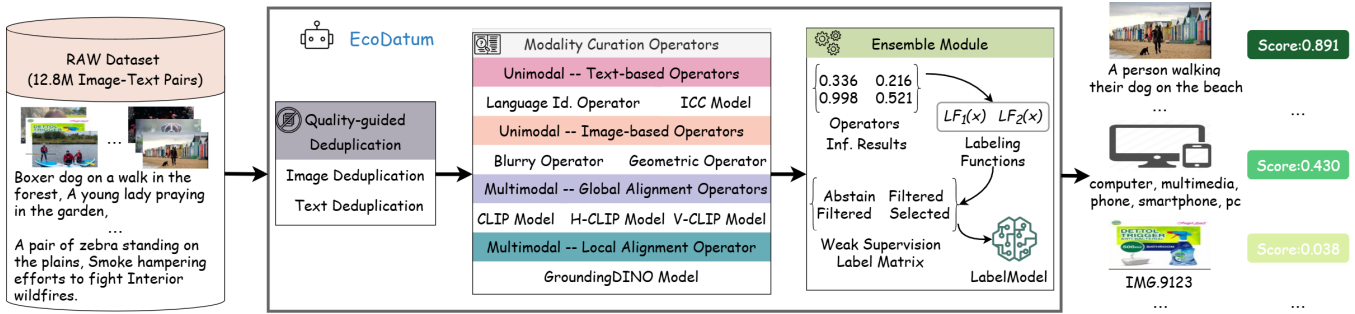 RAW Dataset
(12.8M Image-Text Pairs)
DETTOL
TRIGGER
...
Boxer dog on a walk in the
forest, A young lady praying
in the garden,
...
A pair of zebra standing on
the plains, Smoke hampering
efforts to fight Interior
wildfires.
EcoDatum
Quality-guided
Deduplication
Image Deduplication
Text Deduplication
Modality Curation Operators
Unimodal -- Text-based Operators
Language Id. Operator ICC Model
Unimodal -- Image-based Operators
Blurry Operator Geometric Operator
Multimodal -- Global Alignment Operators
CLIP Model H-CLIP Model V-CLIP Model
Multimodal -- Local Alignment Operator
GroundingDINO Model
Ensemble Module
0.336 0.216
0.998 0.521
Operators
Inf. Results
LF1(x) LF2(x)
Labeling
Functions
Abstain Filtered
Filtered Selected
Weak Supervision
Label Matrix
LabelModel
A person walking
their dog on the beach
Score:0.891
...
...
computer, multimedia,
phone, smartphone, pc
Score:0.430
DETTOL
TRIGGER
IMG.9123
Score:0.038
...
...